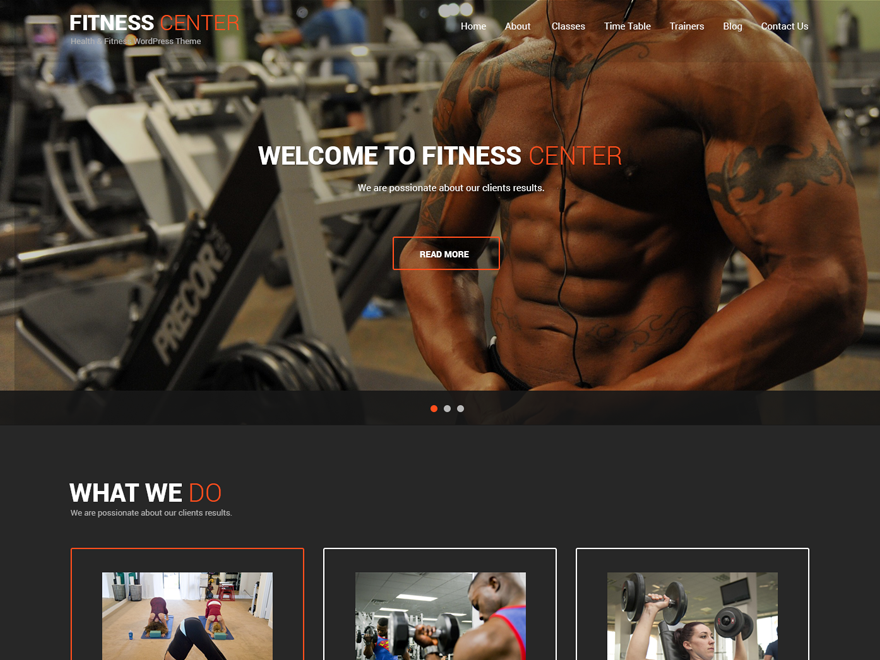 FITNESS CENTER
Health & Fitness WordPress Theme
Home About Classes Time Table Trainers Blog Contact Us
WELCOME TO FITNESS CENTER
We are possionate about our clients results.
READ MORE
PRECOR
WHAT WE DO
We are possionate about our clients results.